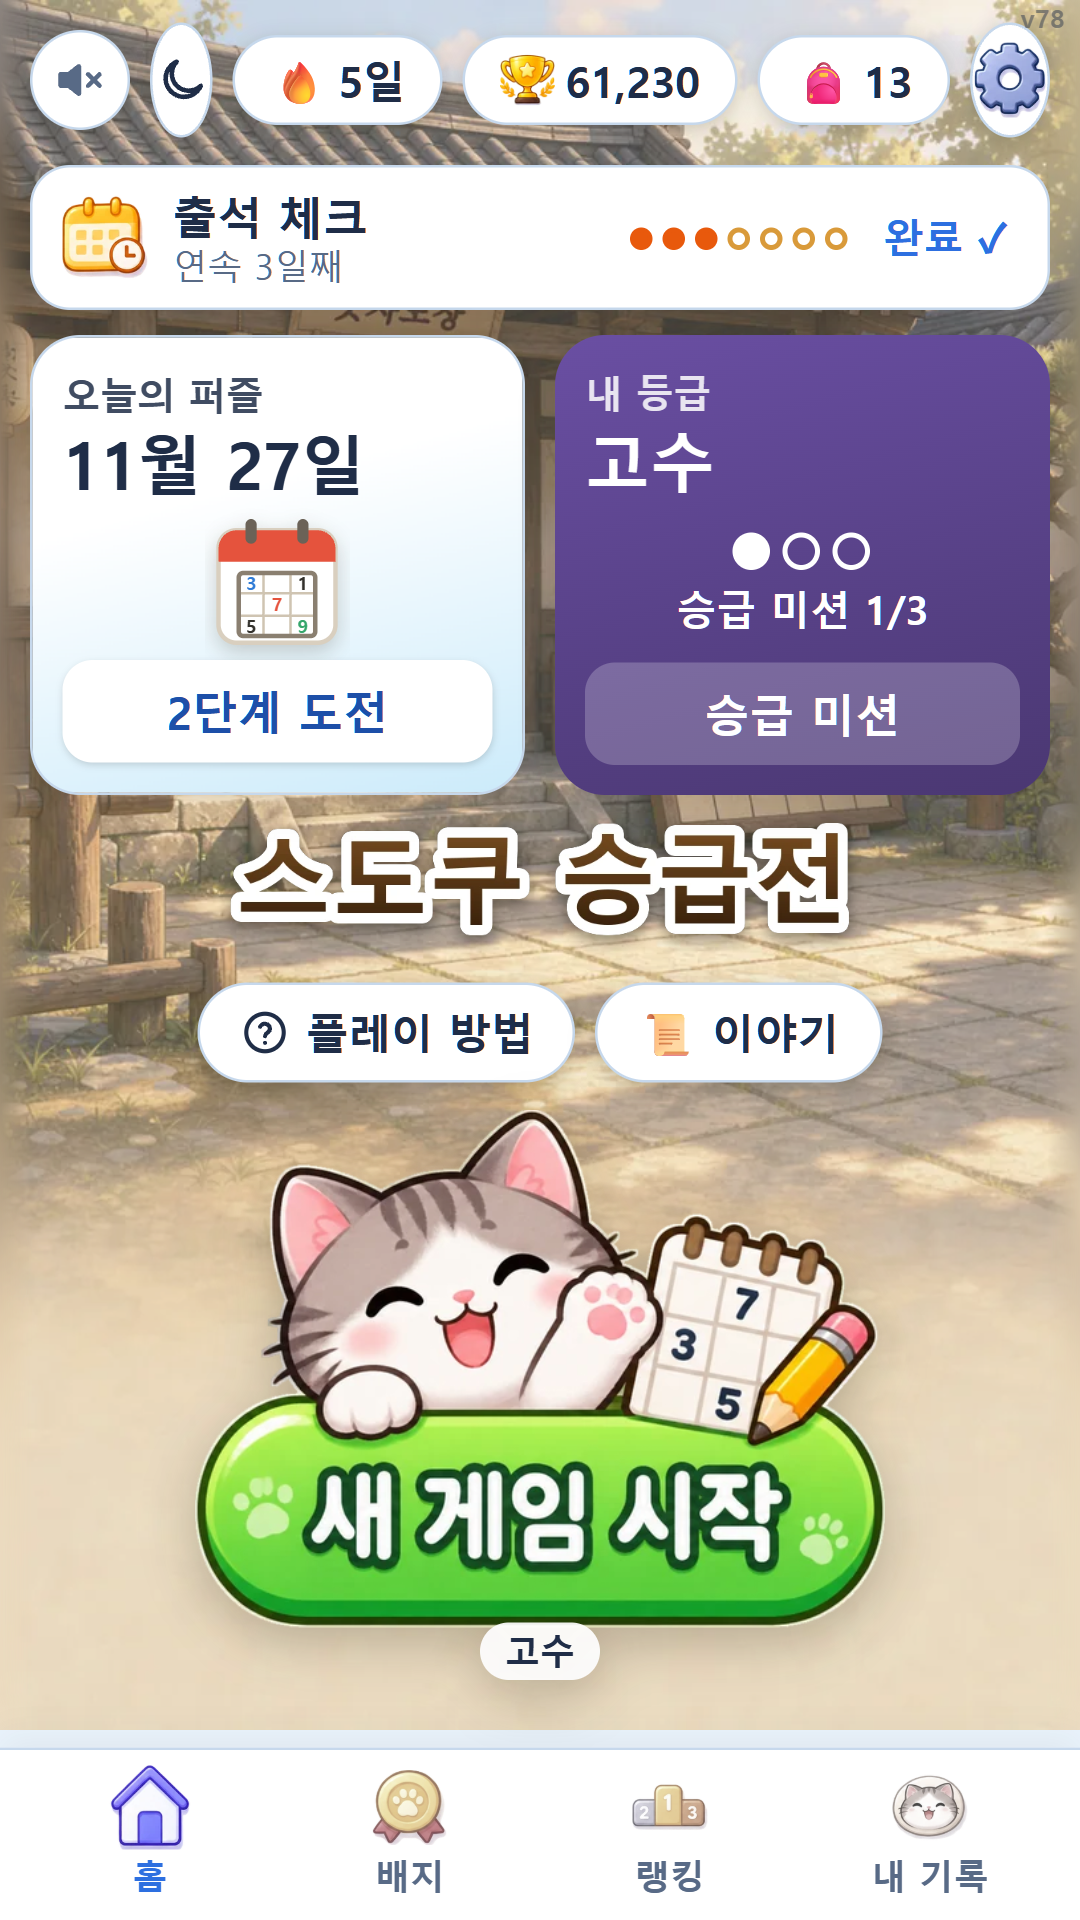 v78
5일
61,230
13
출석 체크
연속 3일째
완료 ✓
오늘의 퍼즐
11월 27일
3 1
7
5 9
2단계 도전
내 등급
고수
승급 미션 1/3
승급 미션
스도쿠 승급전
플레이 방법
이야기
7
3
5
새 게임 시작
고수
홈
배지
2 1 3
랭킹
내 기록